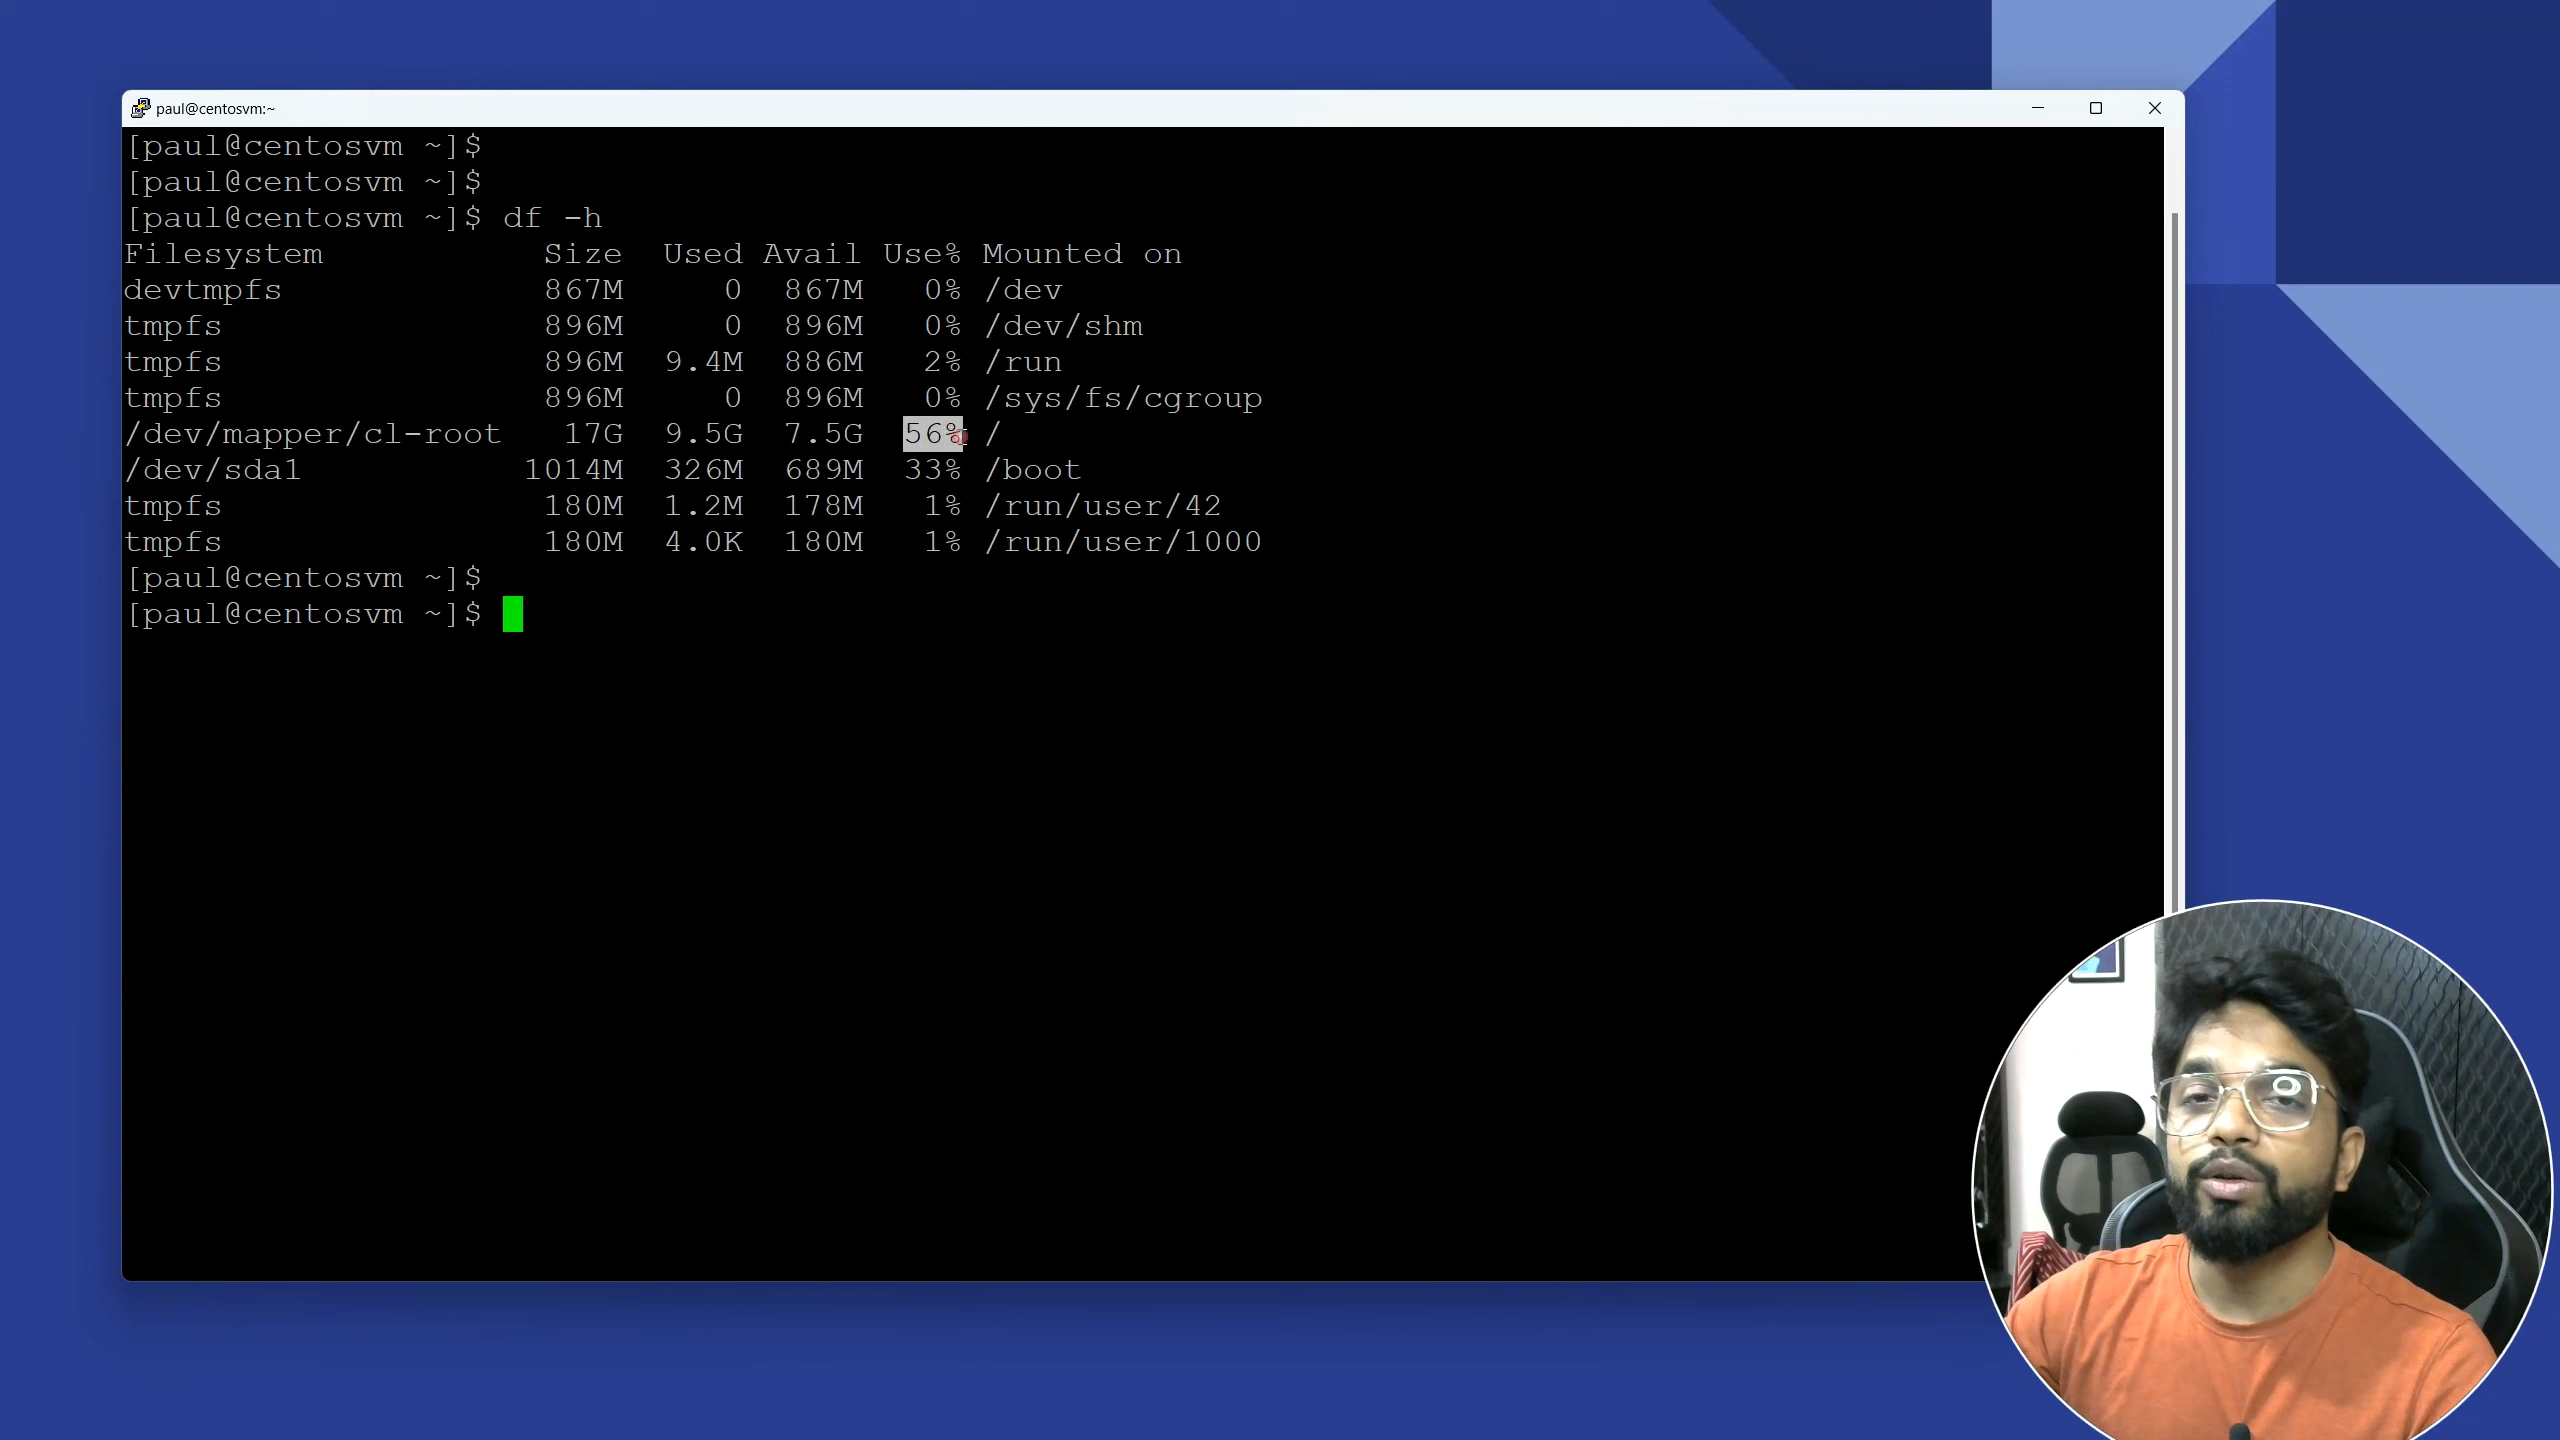 paul@centosvm:~
[paul@centosvm ~]$
[paul@centosvm ~]$
[paul@centosvm ~]$ df -h
Filesystem Size Used Avail Use% Mounted on
devtmpfs 867M 0 867M 0% /dev
tmpfs 896M 0 896M 0% /dev/shm
tmpfs 896M 9.4M 886M 2% /run
tmpfs 896M 0 896M 0% /sys/fs/cgroup
/dev/mapper/cl-root 17G 9.5G 7.5G 56% /
/dev/sda1 1014M 326M 689M 33% /boot
tmpfs 180M 1.2M 178M 1% /run/user/42
tmpfs 180M 4.0K 180M 1% /run/user/1000
[paul@centosvm ~]$
[paul@centosvm ~]$